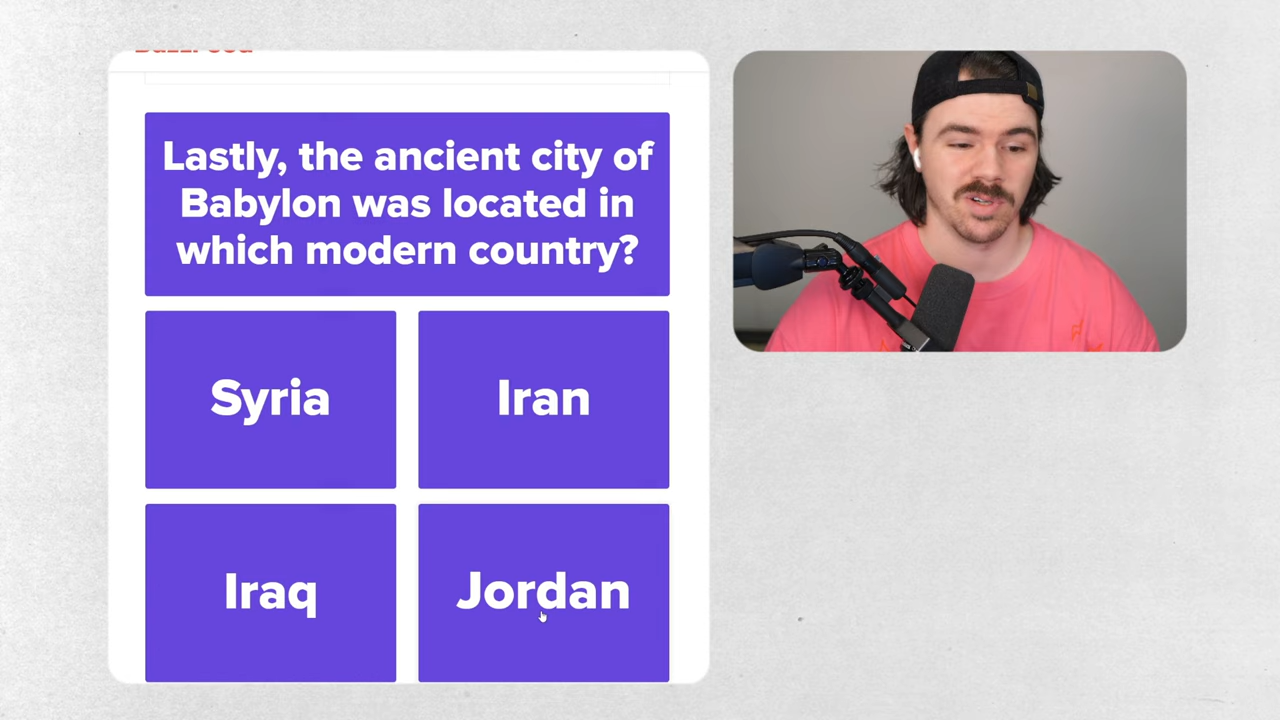 Lastly, the ancient city of
Babylon was located in
which modern country?
Syria
Iran
Iraq
Jordan